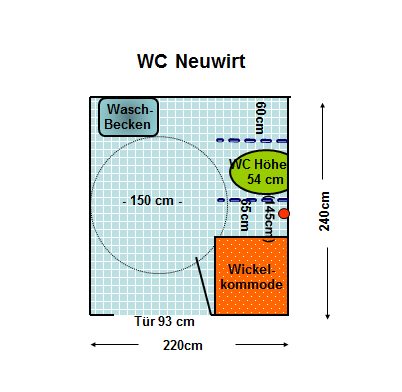 WC Neuwirt
Wasch-
Becken
60cm
WC Höhe
54 cm
- 150 cm -
65cm
(145cm)
240cm
Wickel-
kommode
Tür 93 cm
220cm